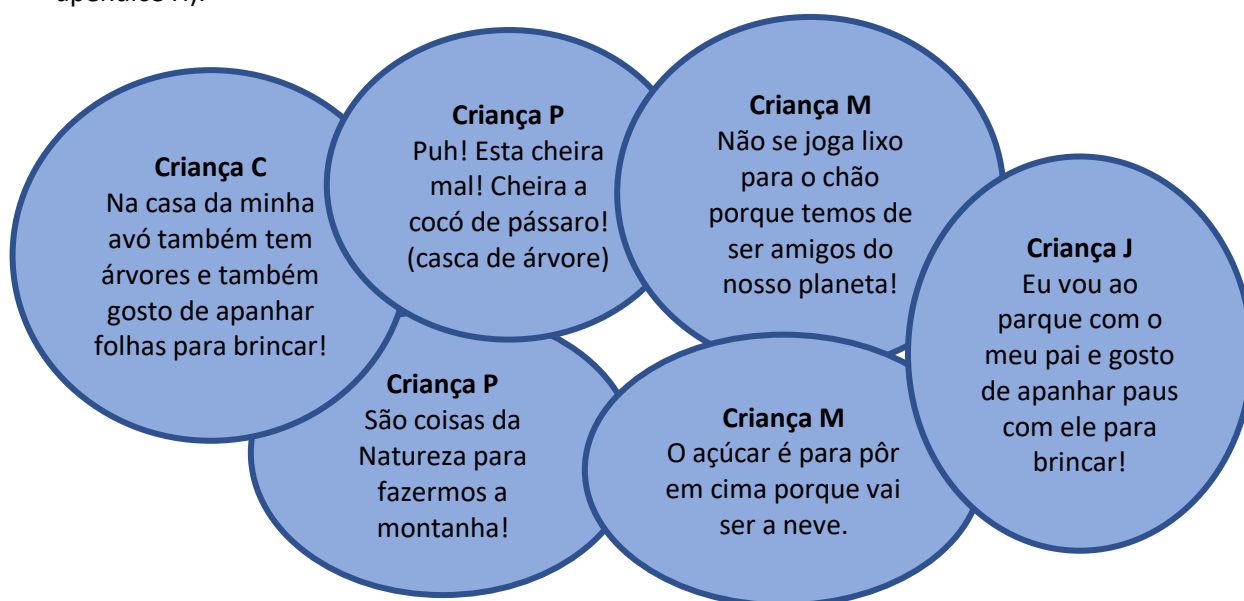 Criança C
Na casa da minha
avó também tem
árvores e também
gosto de apanhar
folhas para brincar!
Criança P
Puh! Esta cheira
mal! Cheira a
cocó de pássaro!
(casca de árvore)
Criança M
Não se joga lixo
para o chão
porque temos de
ser amigos do
nosso planeta!
Criança J
Eu vou ao
parque com o
meu pai e gosto
de apanhar paus
com ele para
brincar!
Criança P
São coisas da
Natureza para
fazermos a
montanha!
Criança M
O açúcar é para pôr
em cima porque vai
ser a neve.